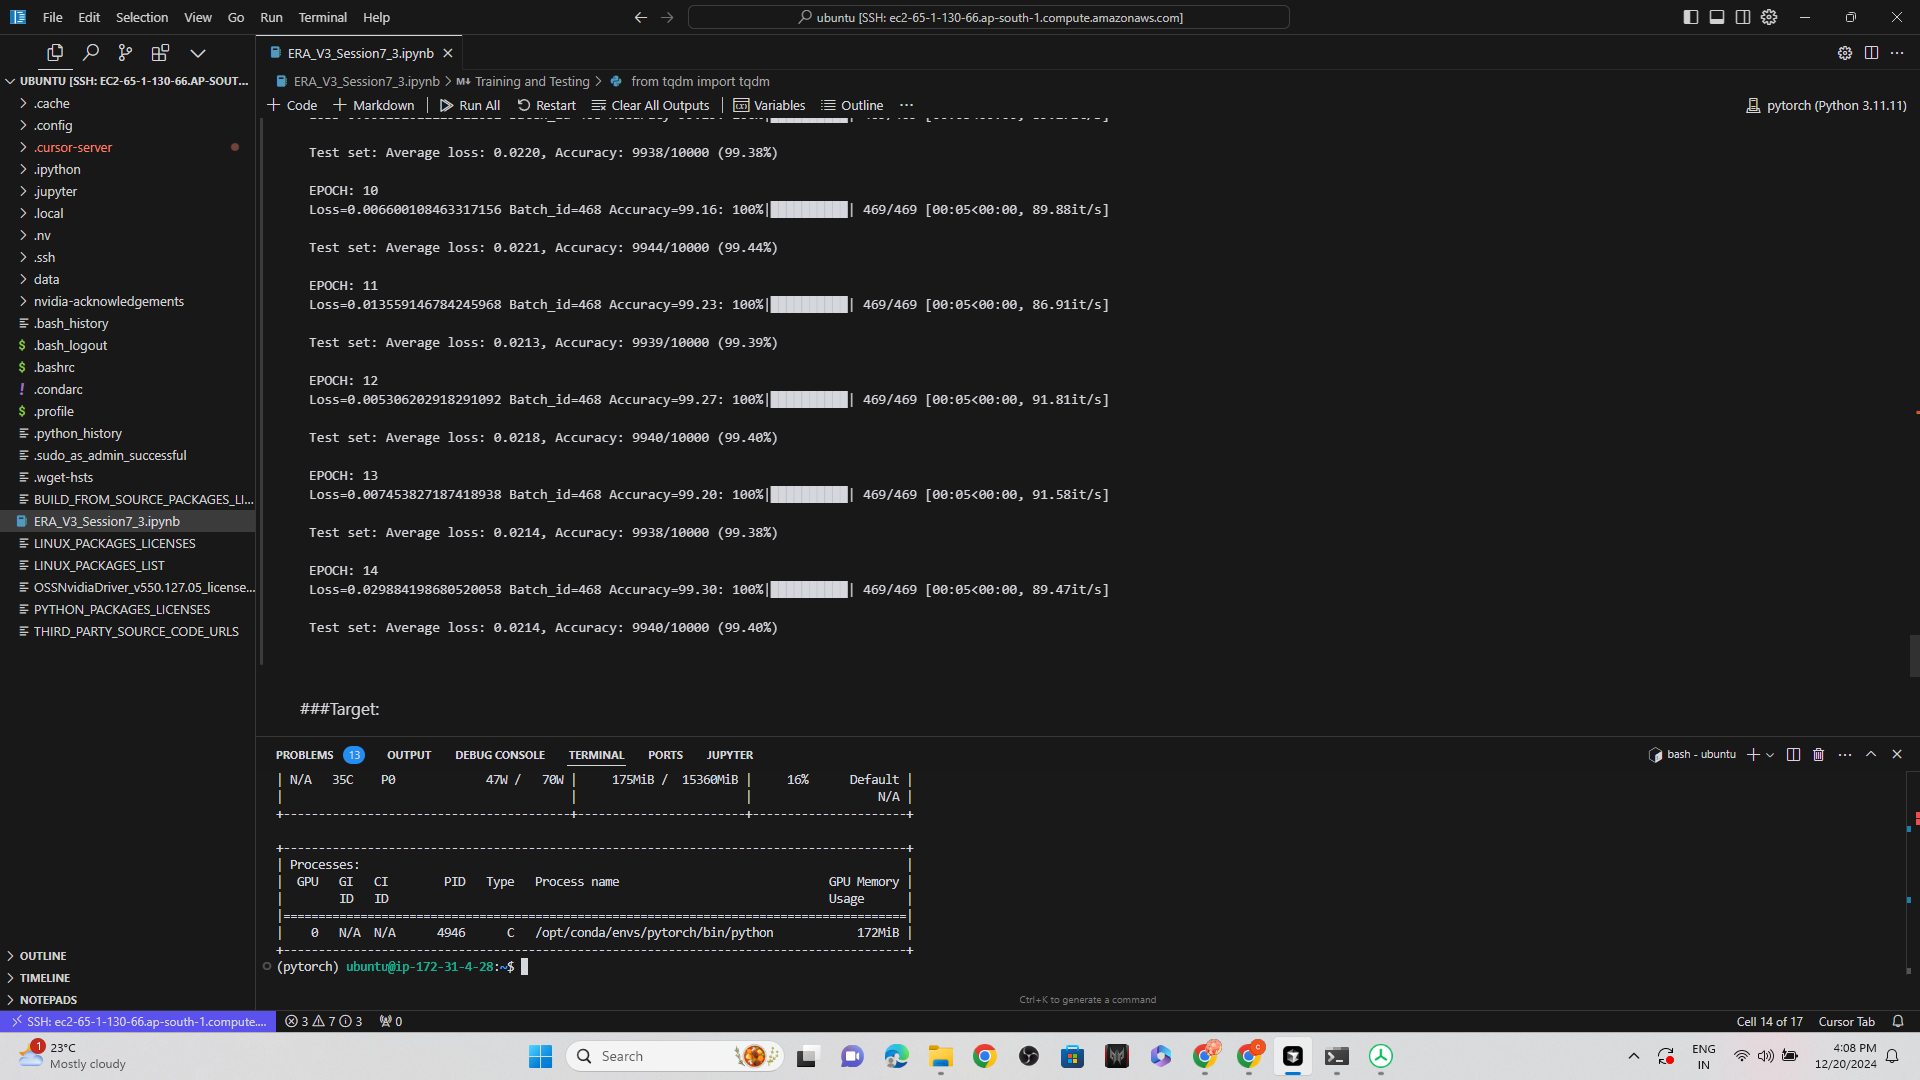 File Edit Selection View Go Run Terminal Help
ubuntu [SSH: ec2-65-1-130-66.ap-south-1.compute.amazonaws.com]
UBUNTU [SSH: EC2-65-1-130-66.AP-SOUT...
.cache
.config
.cursor-server
.ipython
.jupyter
.local
.nv
.ssh
data
nvidia-acknowledgements
.bash_history
$ .bash_logout
$ .bashrc
! .condarc
$ .profile
.python_history
.sudo_as_admin_successful
.wget-hsts
BUILD_FROM_SOURCE_PACKAGES_LI...
ERA_V3_Session7_3.ipynb
LINUX_PACKAGES_LICENSES
LINUX_PACKAGES_LIST
OSSNvidiaDriver_v550.127.05_license...
PYTHON_PACKAGES_LICENSES
THIRD_PARTY_SOURCE_CODE_URLS
OUTLINE
TIMELINE
NOTEPADS
ERA_V3_Session7_3.ipynb
ERA_V3_Session7_3.ipynb > M↓ Training and Testing > from tqdm import tqdm
+ Code + Markdown | Run All Restart Clear All Outputs | Variables Outline ...
pytorch (Python 3.11.11)
Test set: Average loss: 0.0220, Accuracy: 9938/10000 (99.38%)
EPOCH: 10
Loss=0.006600108463317156 Batch_id=468 Accuracy=99.16: 100%|██████████| 469/469 [00:05<00:00, 89.88it/s]
Test set: Average loss: 0.0221, Accuracy: 9944/10000 (99.44%)
EPOCH: 11
Loss=0.013559146784245968 Batch_id=468 Accuracy=99.23: 100%|██████████| 469/469 [00:05<00:00, 86.91it/s]
Test set: Average loss: 0.0213, Accuracy: 9939/10000 (99.39%)
EPOCH: 12
Loss=0.005306202918291092 Batch_id=468 Accuracy=99.27: 100%|██████████| 469/469 [00:05<00:00, 91.81it/s]
Test set: Average loss: 0.0218, Accuracy: 9940/10000 (99.40%)
EPOCH: 13
Loss=0.007453827187418938 Batch_id=468 Accuracy=99.20: 100%|██████████| 469/469 [00:05<00:00, 91.58it/s]
Test set: Average loss: 0.0214, Accuracy: 9938/10000 (99.38%)
EPOCH: 14
Loss=0.029884198680520058 Batch_id=468 Accuracy=99.30: 100%|██████████| 469/469 [00:05<00:00, 89.47it/s]
Test set: Average loss: 0.0214, Accuracy: 9940/10000 (99.40%)
###Target:
PROBLEMS 13 OUTPUT DEBUG CONSOLE TERMINAL PORTS JUPYTER
bash - ubuntu
| N/A 35C P0 47W / 70W | 175MiB / 15360MiB | 16% Default |
| | | N/A |
+-----------------------------------------+------------------------+----------------------+
+-----------------------------------------------------------------------------------------+
| Processes: |
| GPU GI CI PID Type Process name GPU Memory |
| ID ID Usage |
|=========================================================================================|
| 0 N/A N/A 4946 C /opt/conda/envs/pytorch/bin/python 172MiB |
+-----------------------------------------------------------------------------------------+
(pytorch) ubuntu@ip-172-31-4-28:~$
Ctrl+K to generate a command
SSH: ec2-65-1-130-66.ap-south-1.compute.... 3 7 3 0
Cell 14 of 17 Cursor Tab
1
23°C
Mostly cloudy
Search
C
ENG
IN
4:08 PM
12/20/2024